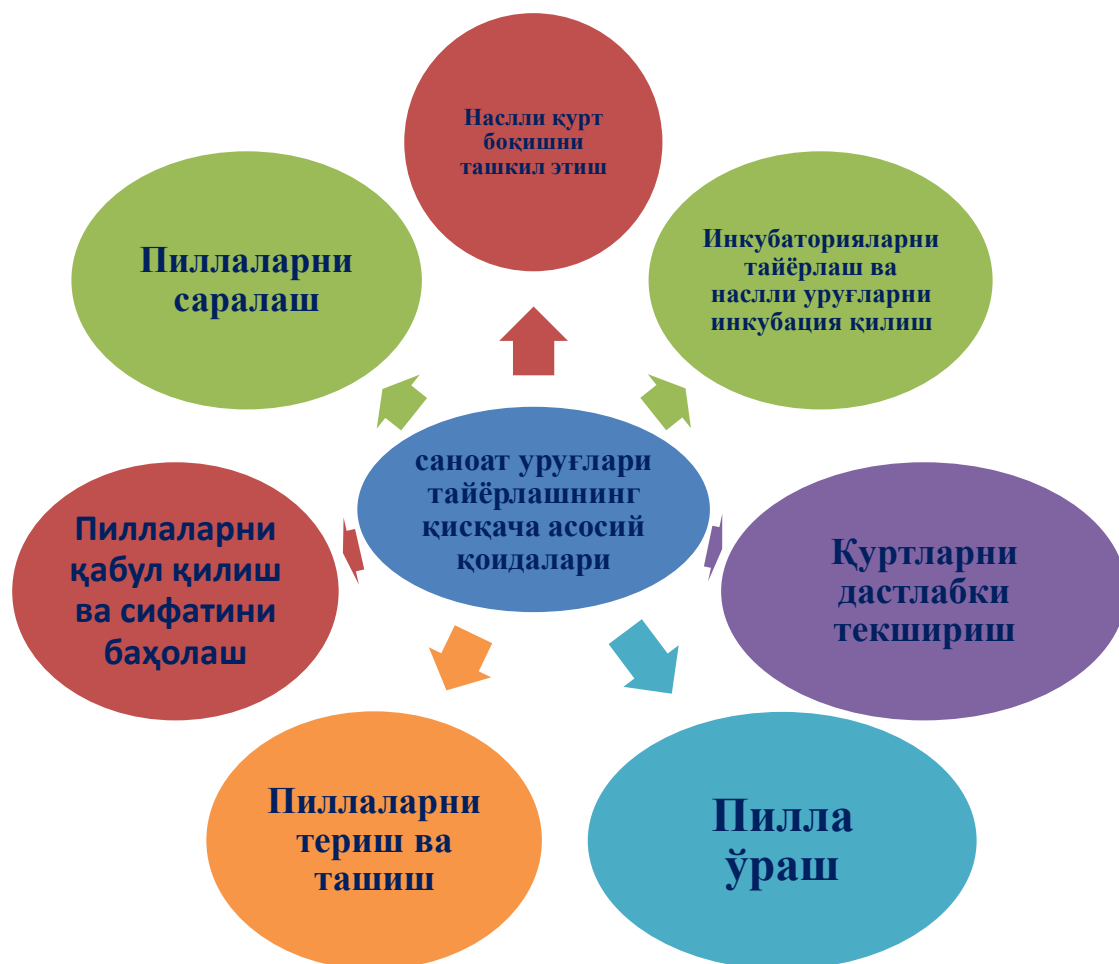 Наслли қурт
боқишни
ташкил этиш
Инкубаторияларни
тайёрлаш ва
наслли уруғларни
инкубация қилиш
Пиллаларни
саралаш
саноат уруғлари
тайёрлашнинг
қисқача асосий
қоидалари
Қуртларни
дастлабки
текшириш
Пиллаларни
қабул қилиш
ва сифатини
баҳолаш
Пилла
ўраш
Пиллаларни
териш ва
ташиш